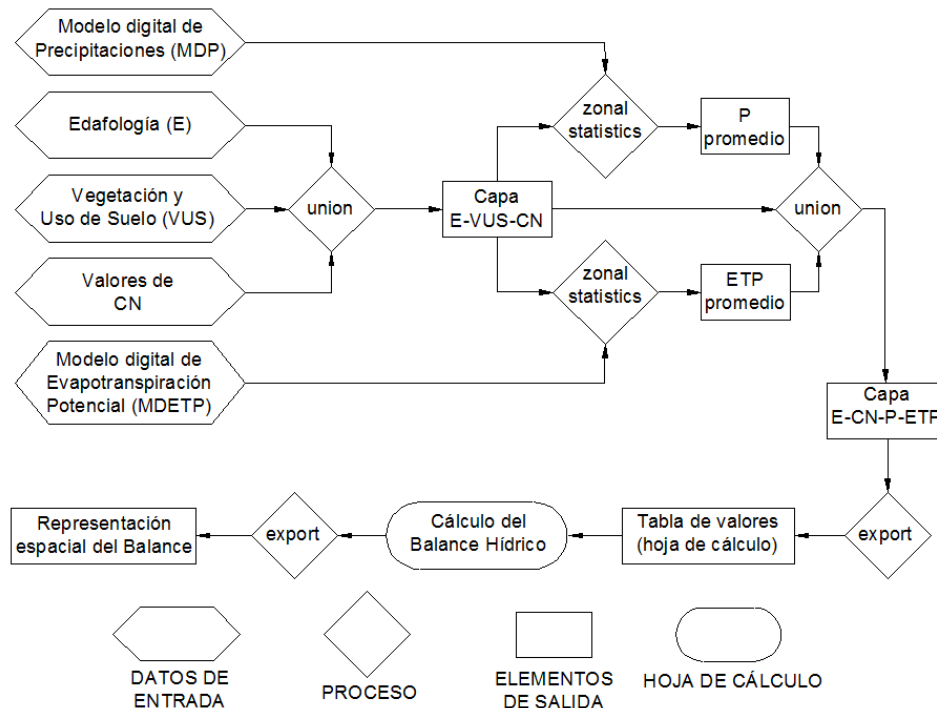 Modelo digital de
Precipitaciones (MDP)
Edafología (E)
Vegetación y
Uso de Suelo (VUS)
Valores de
CN
Modelo digital de
Evapotranspiración
Potencial (MDETP)
union
Capa
E-VUS-CN
zonal
statistics
zonal
statistics
P
promedio
ETP
promedio
union
Capa
E-CN-P-ETP
export
Tabla de valores
(hoja de cálculo)
Cálculo del
Balance Hídrico
export
Representación
espacial del Balance
DATOS DE
ENTRADA
PROCESO
ELEMENTOS
DE SALIDA
HOJA DE CÁLCULO